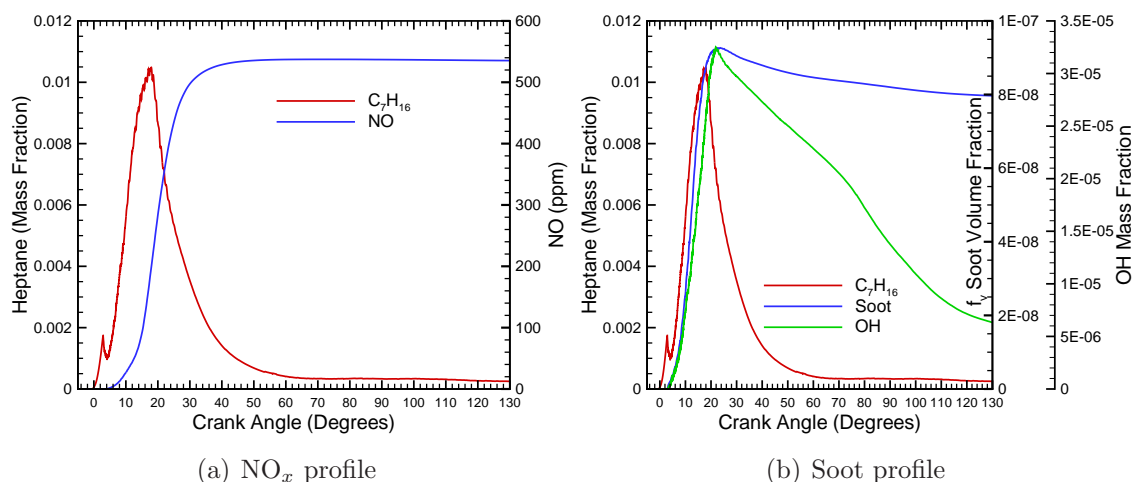 Heptane (Mass Fraction)
0.012
0.01
0.008
0.006
0.004
0.002
0
0 10 20 30 40 50 60 70 80 90 100 110 120 130
Crank Angle (Degrees)
600
500
400
300
200
100
0
NO (ppm)
C₇H₁₆
NO
(a) NOₓ profile
Heptane (Mass Fraction)
0.012
0.01
0.008
0.006
0.004
0.002
0
0 10 20 30 40 50 60 70 80 90 100 110 120 130
Crank Angle (Degrees)
1E-07
8E-08
6E-08
4E-08
2E-08
0
fᵥ Soot Volume Fraction
3.5E-05
3E-05
2.5E-05
2E-05
1.5E-05
1E-05
5E-06
0
OH Mass Fraction
C₇H₁₆
Soot
OH
(b) Soot profile